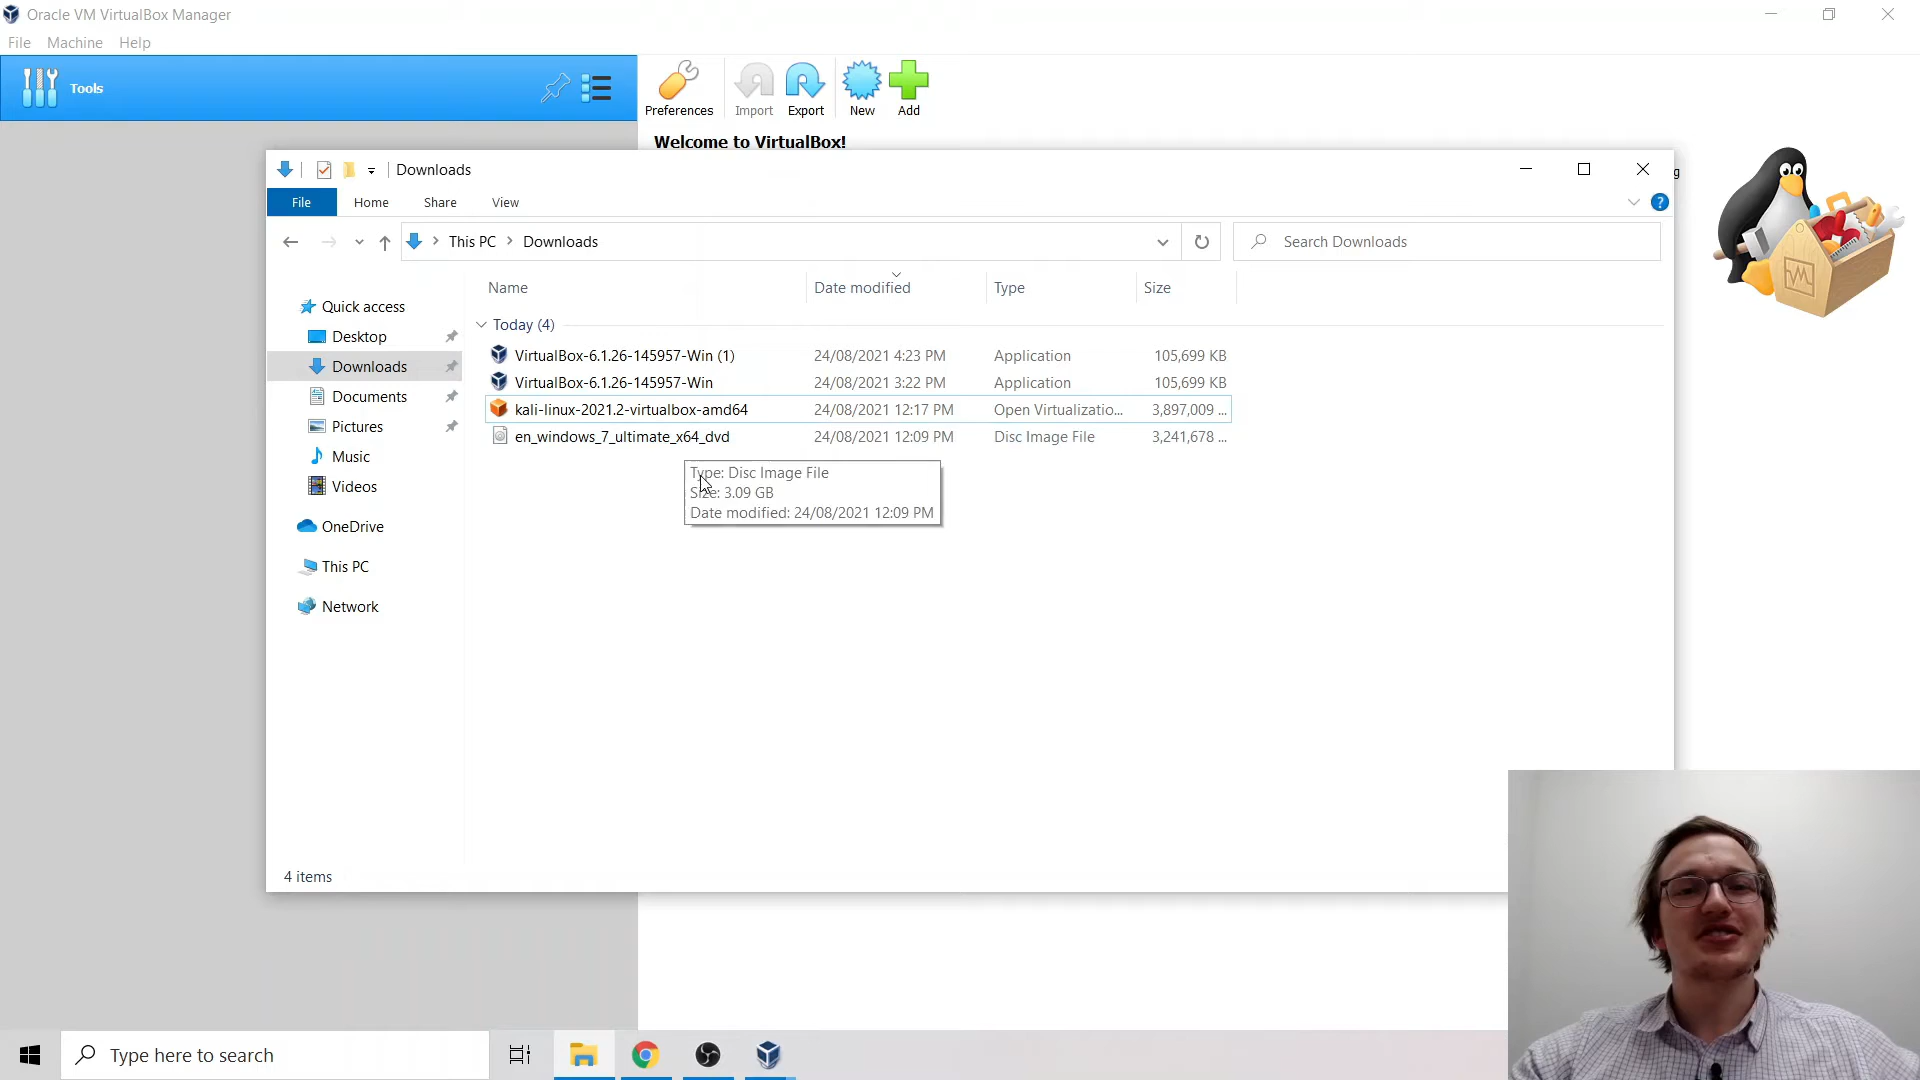 Oracle VM VirtualBox Manager
File Machine Help
Tools
Preferences Import Export New Add
Welcome to VirtualBox!
Downloads
File Home Share View
?
This PC > Downloads
Search Downloads
Name Date modified Type Size
Quick access
Today (4)
Desktop
VirtualBox-6.1.26-145957-Win (1) 24/08/2021 4:23 PM Application 105,699 KB
Downloads
VirtualBox-6.1.26-145957-Win 24/08/2021 3:22 PM Application 105,699 KB
Documents
kali-linux-2021.2-virtualbox-amd64 24/08/2021 12:17 PM Open Virtualizatio... 3,897,009 ...
Pictures
en_windows_7_ultimate_x64_dvd 24/08/2021 12:09 PM Disc Image File 3,241,678 ...
Music
Type: Disc Image File
Videos
Size: 3.09 GB
Date modified: 24/08/2021 12:09 PM
OneDrive
This PC
Network
4 items
Type here to search